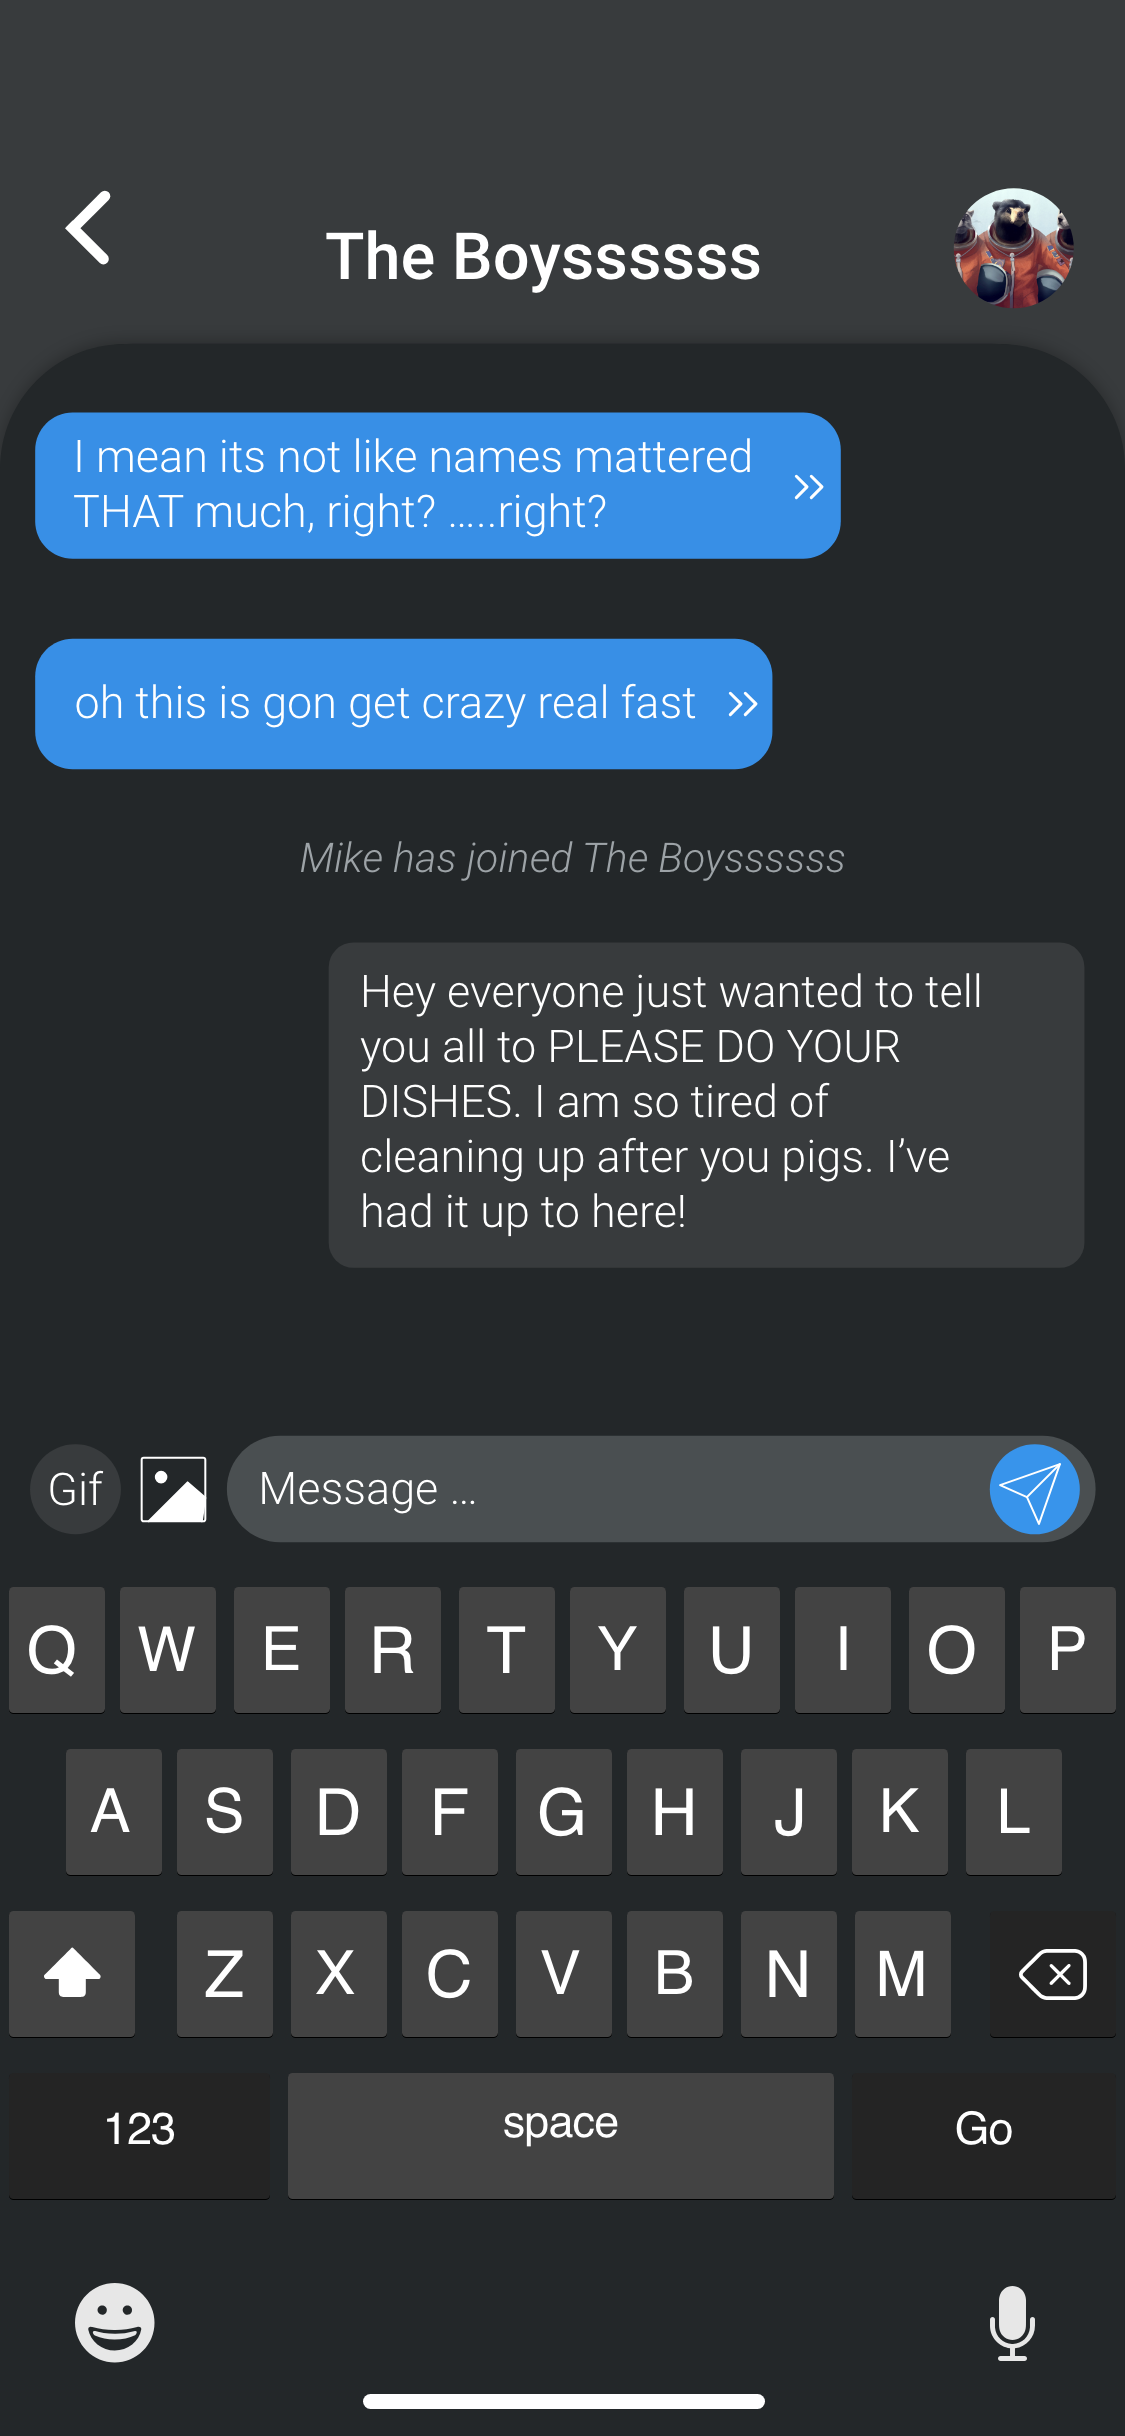 The Boyssssss
I mean its not like names mattered
THAT much, right? .....right?
oh this is gon get crazy real fast
Mike has joined The Boyssssss
Hey everyone just wanted to tell
you all to PLEASE DO YOUR
DISHES. I am so tired of
cleaning up after you pigs. I’ve
had it up to here!
Gif
Message ...
Q W E R T Y U I O P
A S D F G H J K L
Z X C V B N M
123 space Go